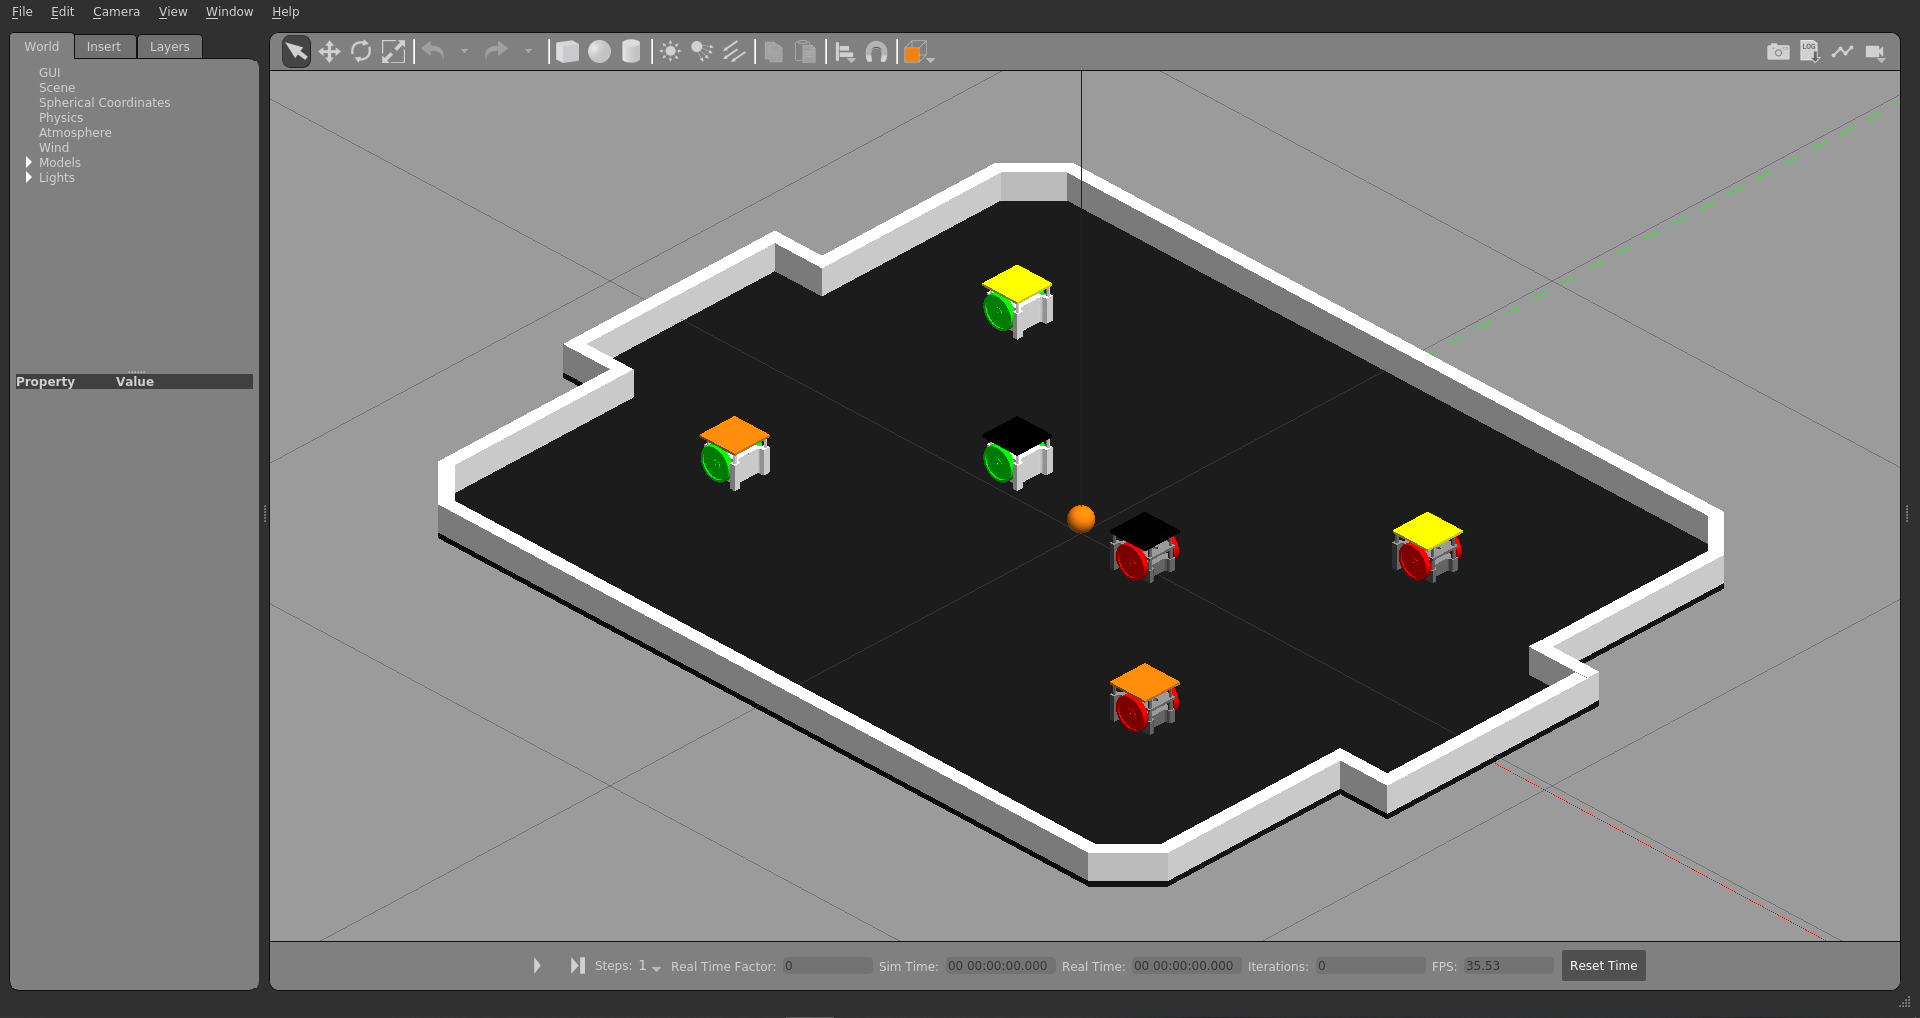 File Edit Camera View Window Help
World Insert Layers
LOG
GUI
Scene
Spherical Coordinates
Physics
Atmosphere
Wind
Models
Lights
Property Value
Steps: 1 Real Time Factor: 0 Sim Time: 00 00:00:00.000 Real Time: 00 00:00:00.000 Iterations: 0 FPS: 35.53 Reset Time